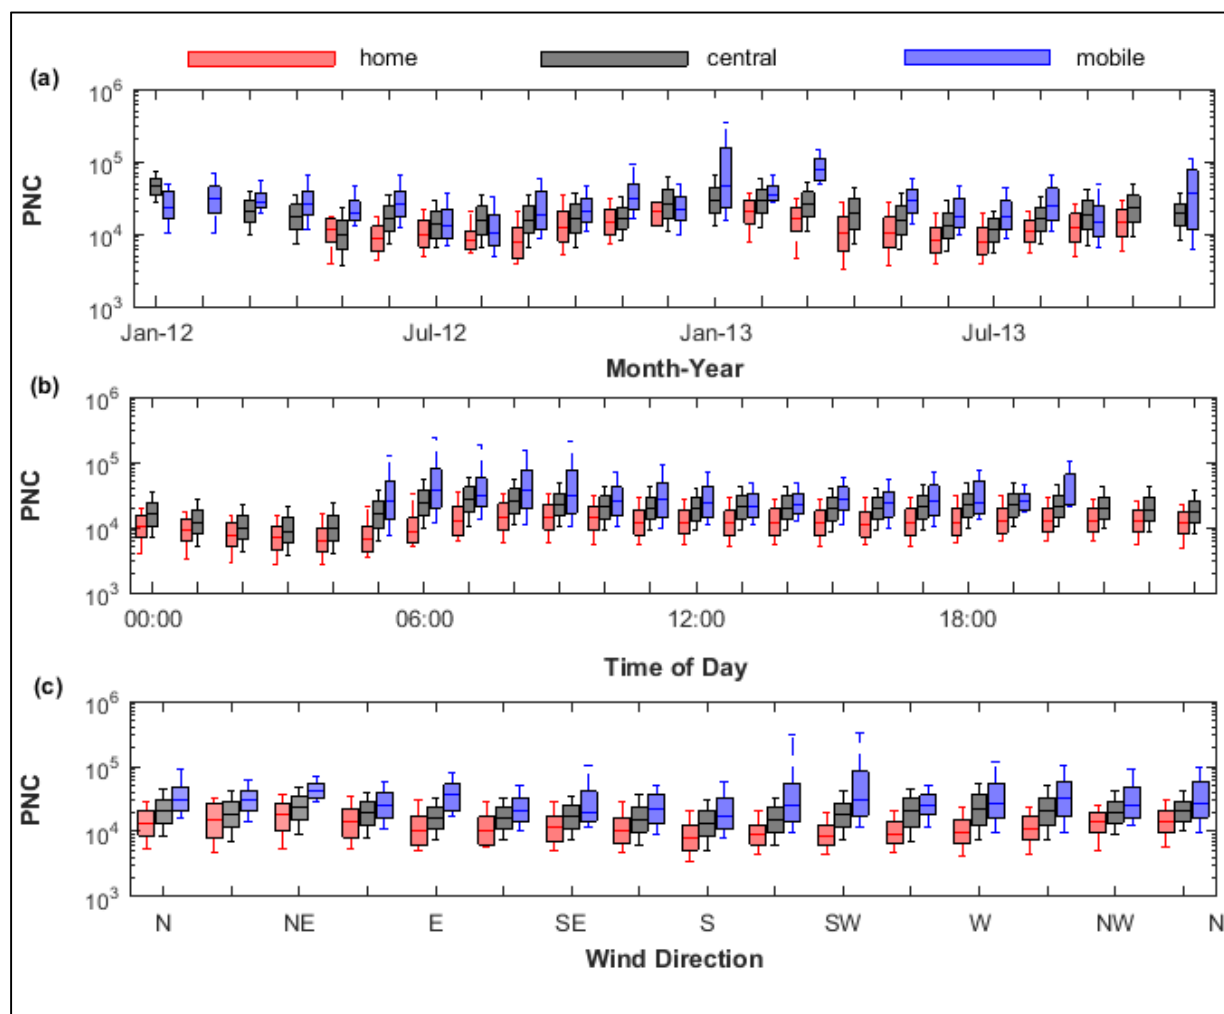 home central mobile
(a)
10^6
10^5
10^4
10^3
PNC
Jan-12 Jul-12 Jan-13 Jul-13
Month-Year
(b)
10^6
10^5
10^4
10^3
PNC
00:00 06:00 12:00 18:00
Time of Day
(c)
10^6
10^5
10^4
10^3
PNC
N NE E SE S SW W NW N
Wind Direction